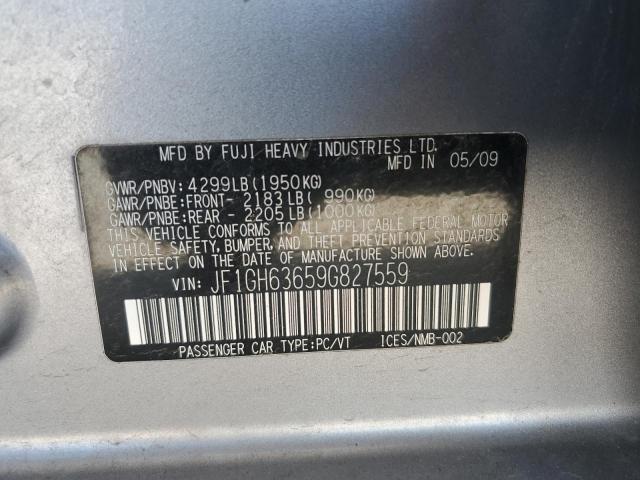 MFD BY FUJI HEAVY INDUSTRIES LTD.
MFD IN 05/09
GVWR/PNBV: 4299LB(1950KG)
GAWR/PNBE:FRONT- 2183LB( 990KG)
GAWR/PNBE:REAR - 2205LB(1000KG)
THIS VEHICLE CONFORMS TO ALL APPLICABLE FEDERAL MOTOR
VEHICLE SAFETY, BUMPER, AND THEFT PREVENTION STANDARDS
IN EFFECT ON THE DATE OF MANUFACTURE SHOWN ABOVE.
VIN: JF1GH63659G827559
PASSENGER CAR TYPE:PC/VT ICES/NMB-002